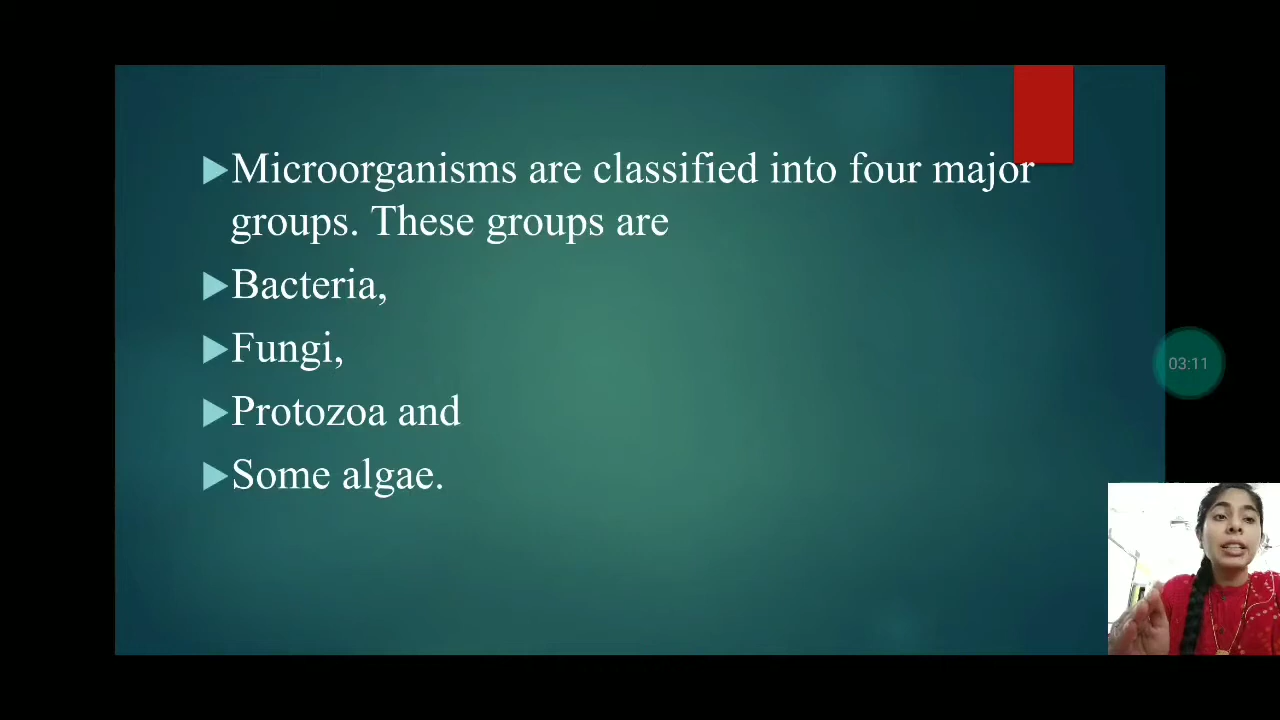 Microorganisms are classified into four major
groups. These groups are
Bacteria,
Fungi,
Protozoa and
Some algae.
03:11